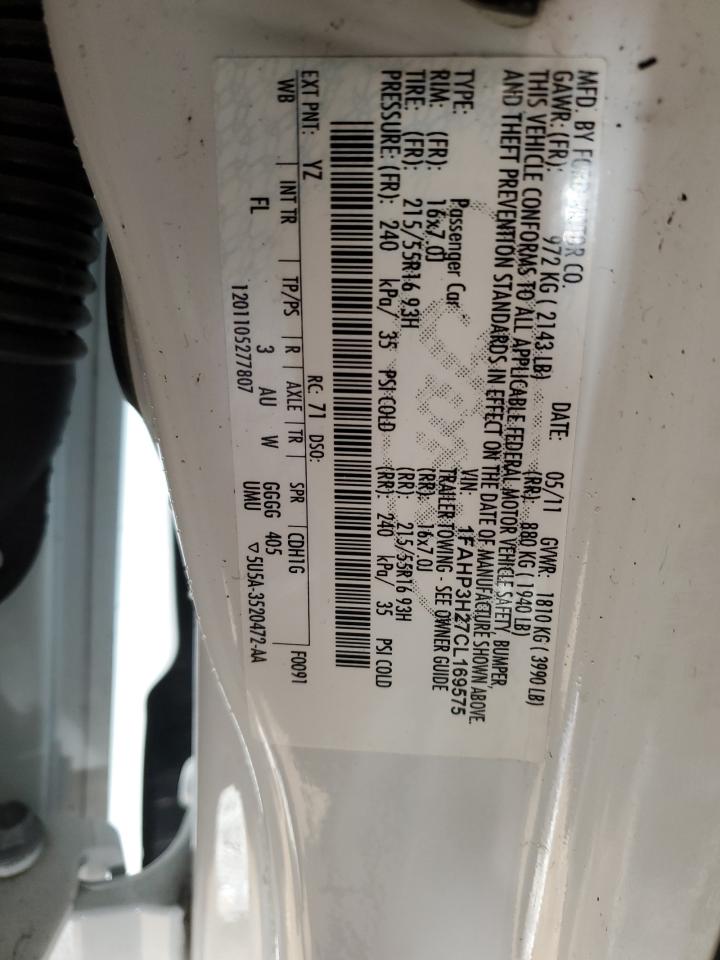 MFD. BY FORD MOTOR CO.
DATE: 05/11 GVWR: 1810 KG ( 3990 LB)
GAWR: (FR): 972 KG ( 2143 LB) (RR): 880 KG ( 1940 LB)
THIS VEHICLE CONFORMS TO ALL APPLICABLE FEDERAL MOTOR VEHICLE SAFETY, BUMPER,
AND THEFT PREVENTION STANDARDS IN EFFECT ON THE DATE OF MANUFACTURE SHOWN ABOVE.
VIN: 1FAHP3H27CL169575
TYPE: Passenger Car TRAILER TOWING - SEE OWNER GUIDE
RIM: (FR): 16x7.0J (RR): 16x7.0J
TIRE: (FR): 215/55R16 93H (RR): 215/55R16 93H
PRESSURE: (FR): 240 kPa/ 35 PSI COLD (RR): 240 kPa/ 35 PSI COLD
EXT PNT: YZ RC: 71 DSO: F0091
WB INT TR TP/PS R AXLE TR SPR CDH1G
FL 3 AU W GGGG 405
1201105277807 UMU ▽5U5A-3520472-AA